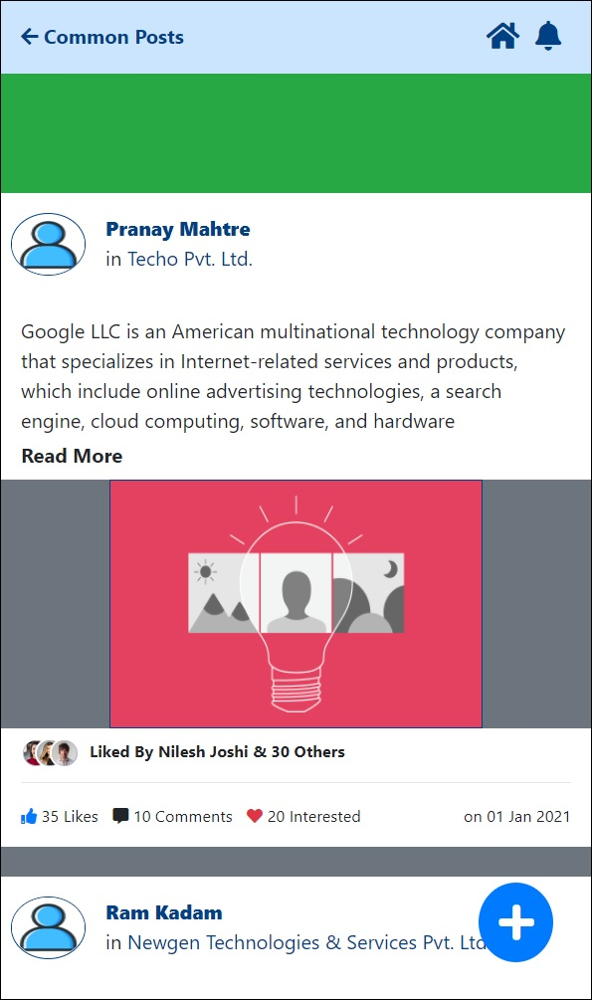 Common Posts
Pranay Mahtre
in Techo Pvt. Ltd.
Google LLC is an American multinational technology company
that specializes in Internet-related services and products,
which include online advertising technologies, a search
engine, cloud computing, software, and hardware
Read More
Liked By Nilesh Joshi & 30 Others
35 Likes 10 Comments 20 Interested on 01 Jan 2021
Ram Kadam
in Newgen Technologies & Services Pvt. Ltd